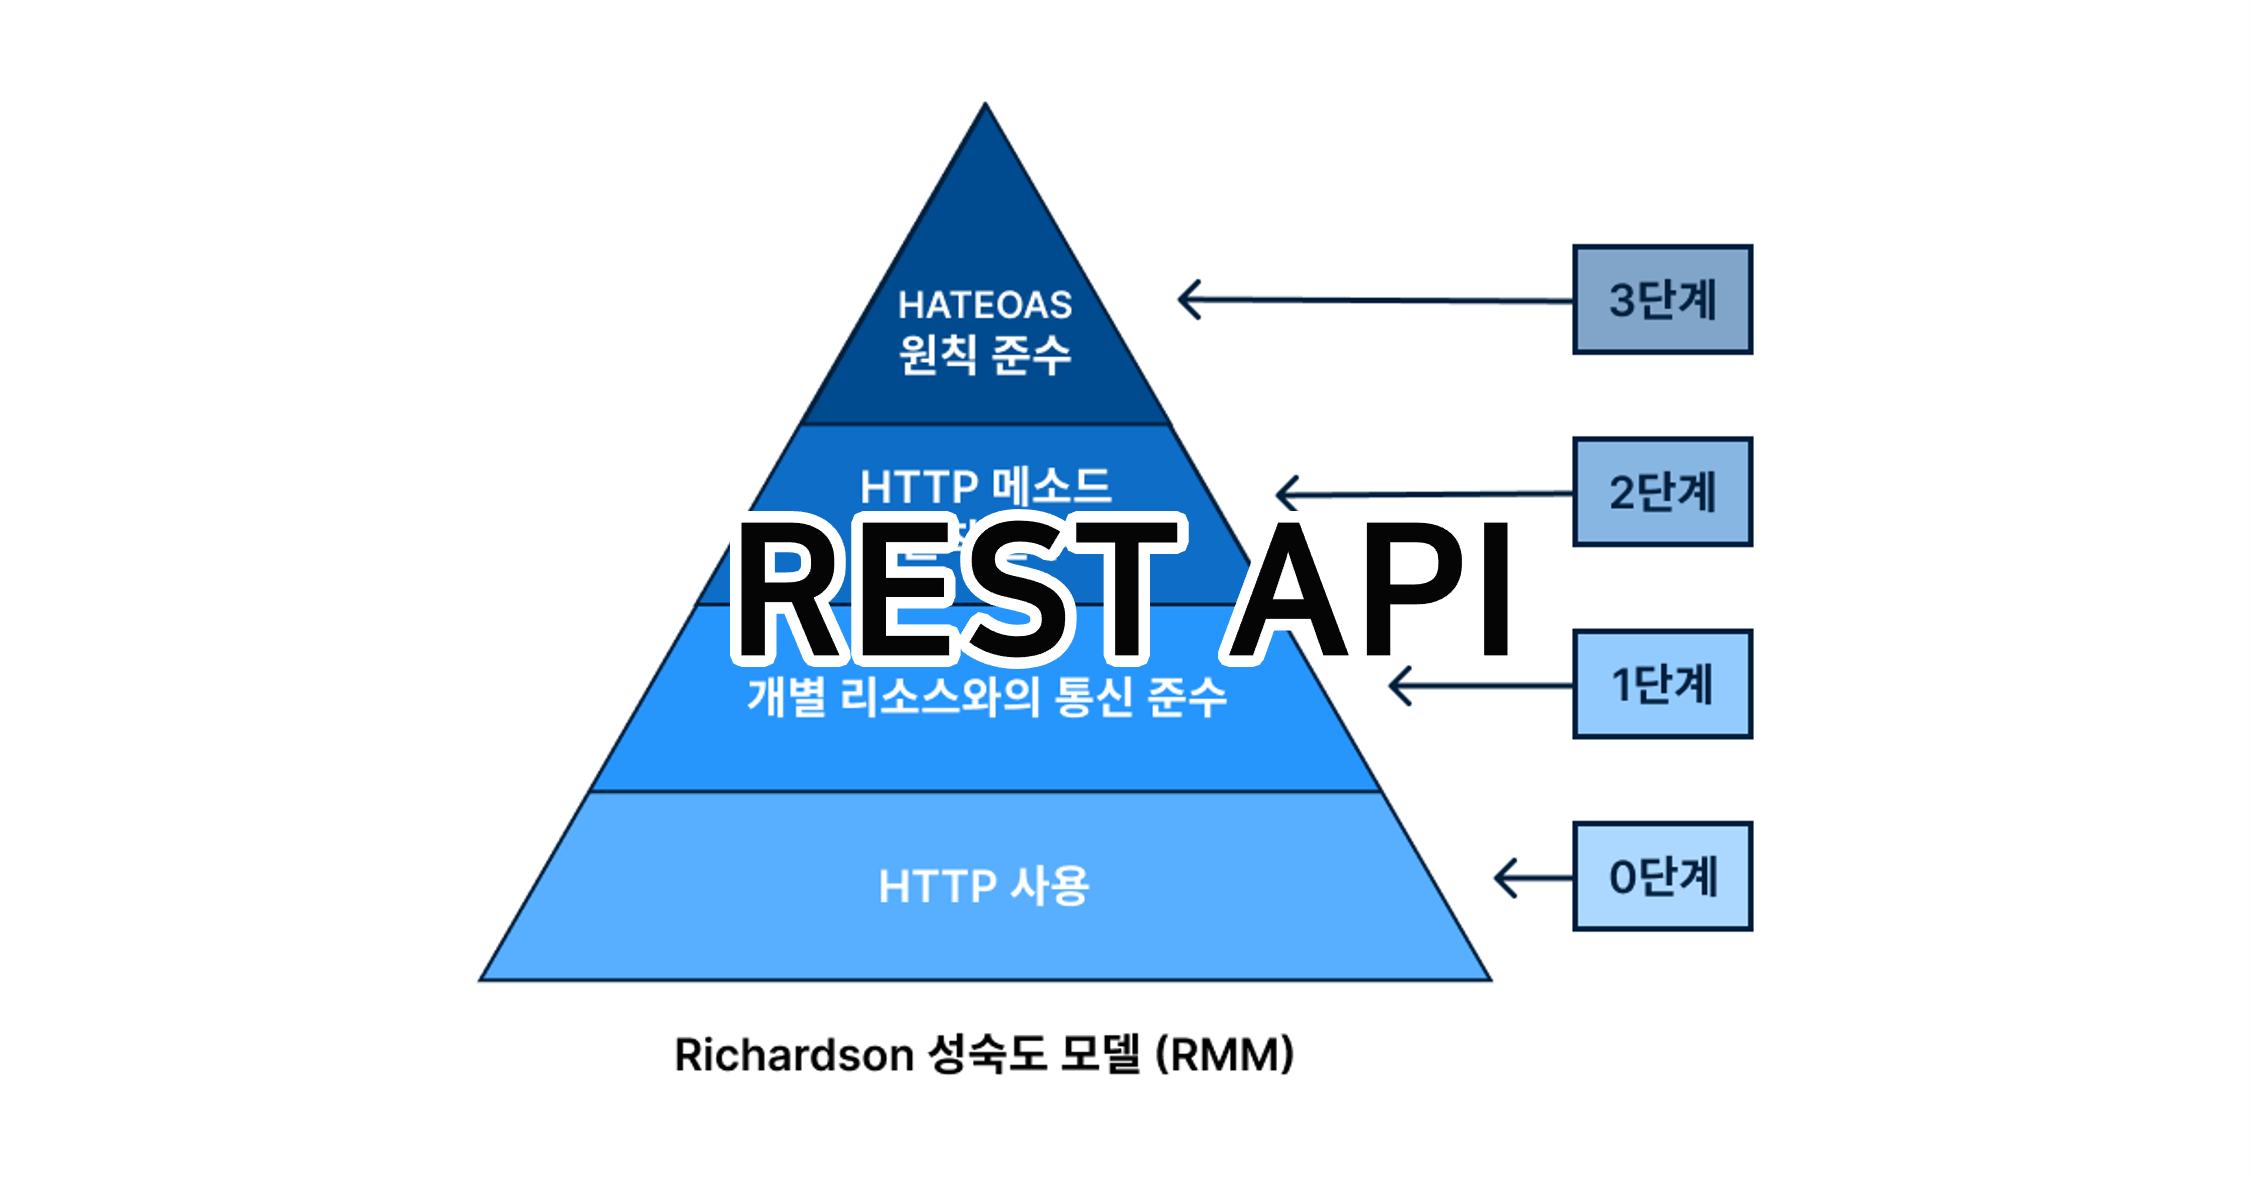 HATEOAS
원칙 준수
3단계
HTTP 메소드
2단계
REST API
개별 리소스와의 통신 준수
1단계
HTTP 사용
0단계
Richardson 성숙도 모델 (RMM)